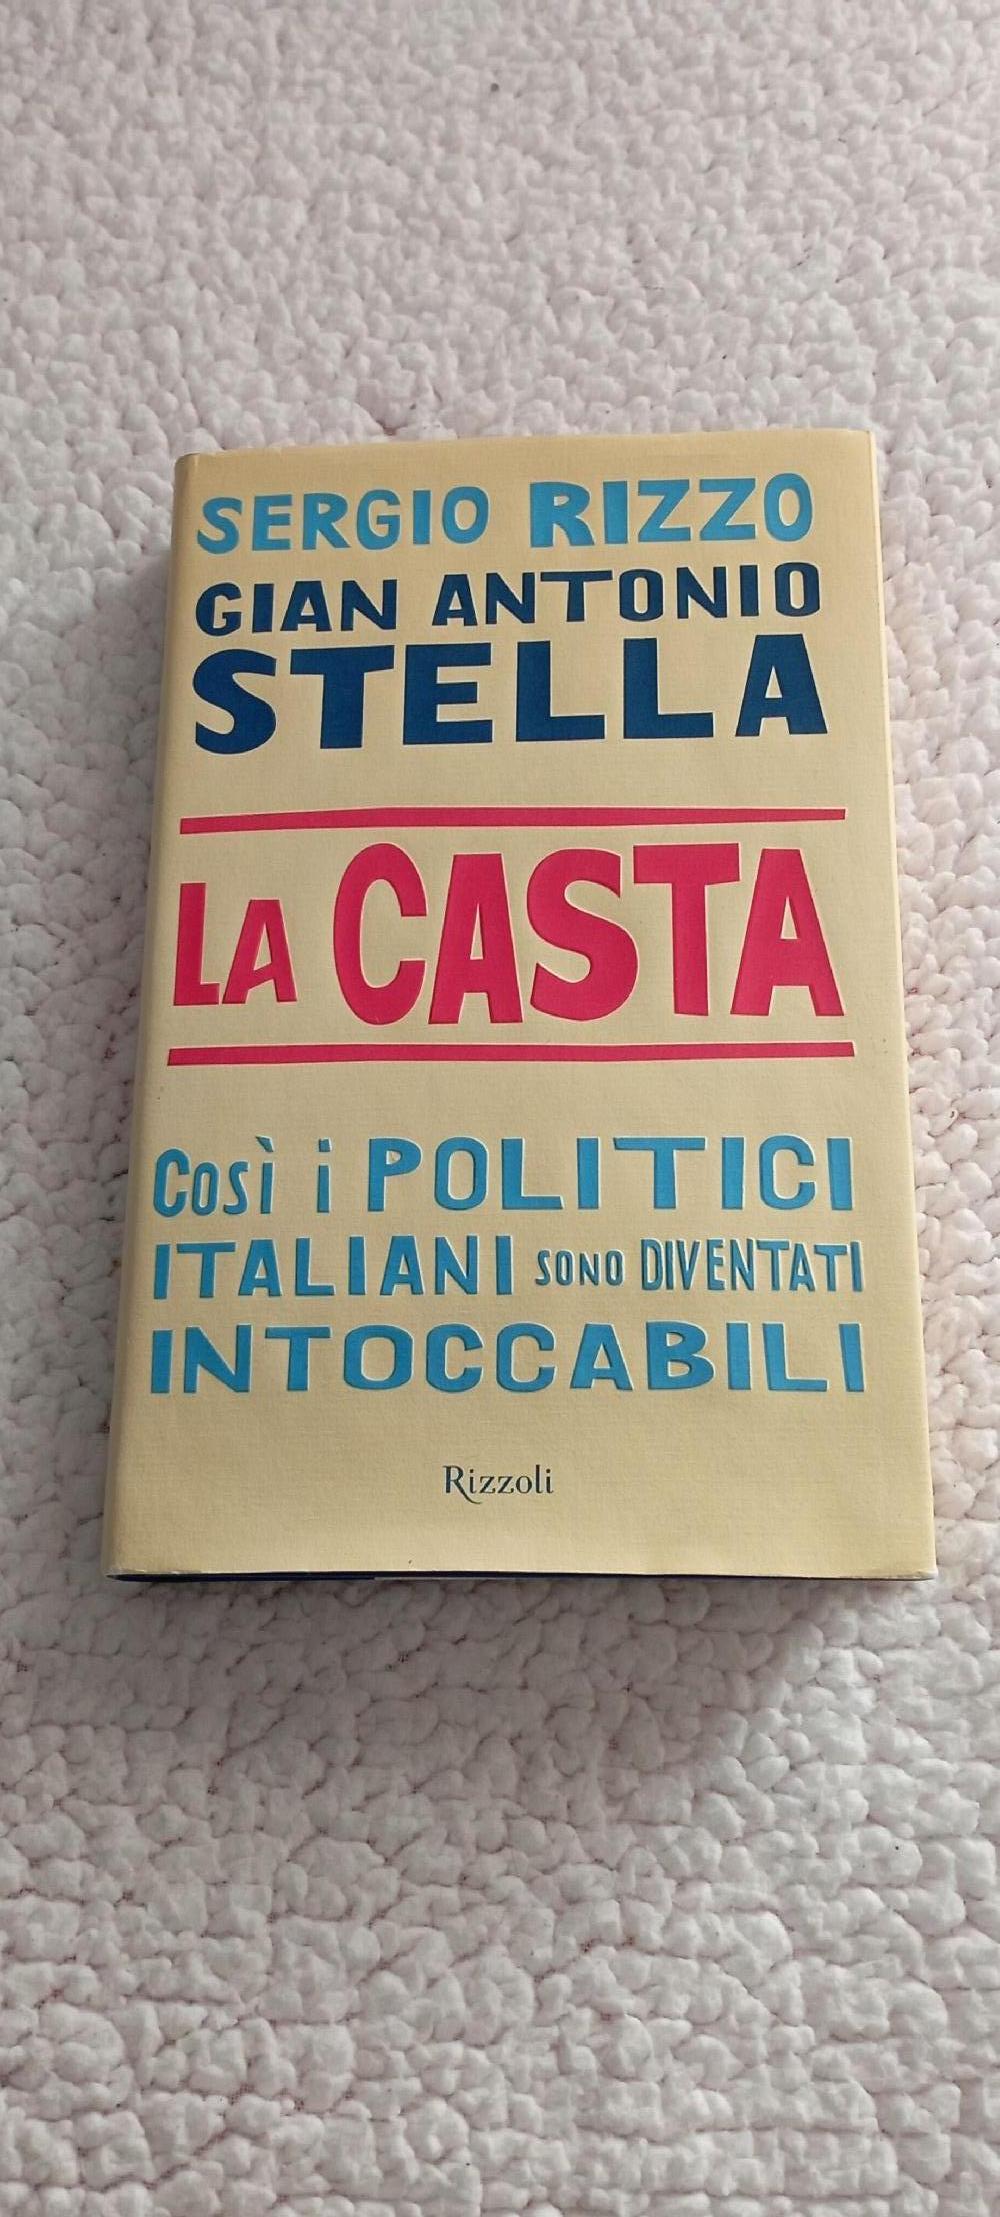 SERGIO RIZZO
GIAN ANTONIO
STELLA
LA CASTA
Così i POLITICI
ITALIANI SONO DIVENTATI
INTOCCABILI
Rizzoli